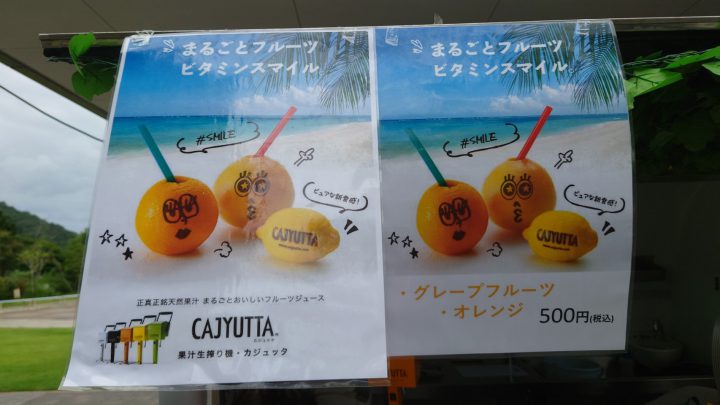 まるごとフルーツ
ビタミンスマイル
#SMILE
ピュアな新食感!
CAJYUTTA
正真正銘天然果汁 まるごとおいしいフルーツジュース
CAJYUTTA
カジュッタ
果汁生搾り機・カジュッタ
まるごとフルーツ
ビタミンスマイル
#SMILE
ピュアな新食感!
CAJYUTTA
・グレープフルーツ
・オレンジ
500円(税込)